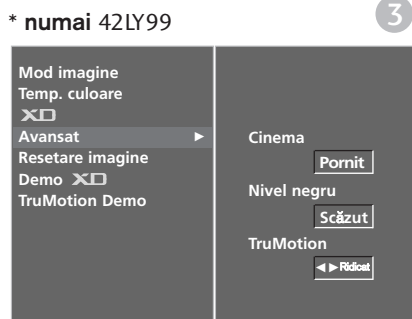 * numai 42LY99
3
Mod imagine
Temp. culoare
XD
Avansat ►
Resetare imagine
Demo XD
TruMotion Demo
Cinema
Pornit
Nivel negru
Scăzut
TruMotion
◄ ► Ridicat